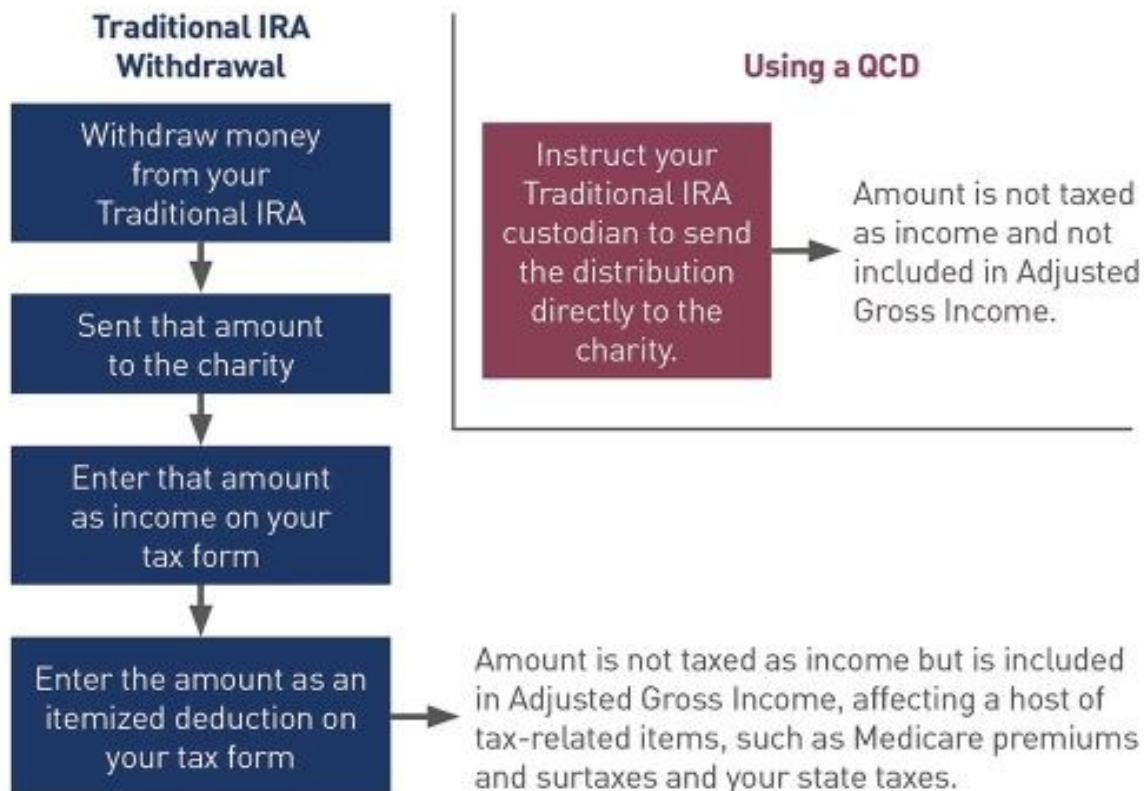 Traditional IRA
Withdrawal
Withdraw money
from your
Traditional IRA
Sent that amount
to the charity
Enter that amount
as income on your
tax form
Enter the amount as an
itemized deduction on
your tax form
Amount is not taxed as income but is included
in Adjusted Gross Income, affecting a host of
tax-related items, such as Medicare premiums
and surtaxes and your state taxes.
Using a QCD
Instruct your
Traditional IRA
custodian to send
the distribution
directly to the
charity.
Amount is not taxed
as income and not
included in Adjusted
Gross Income.